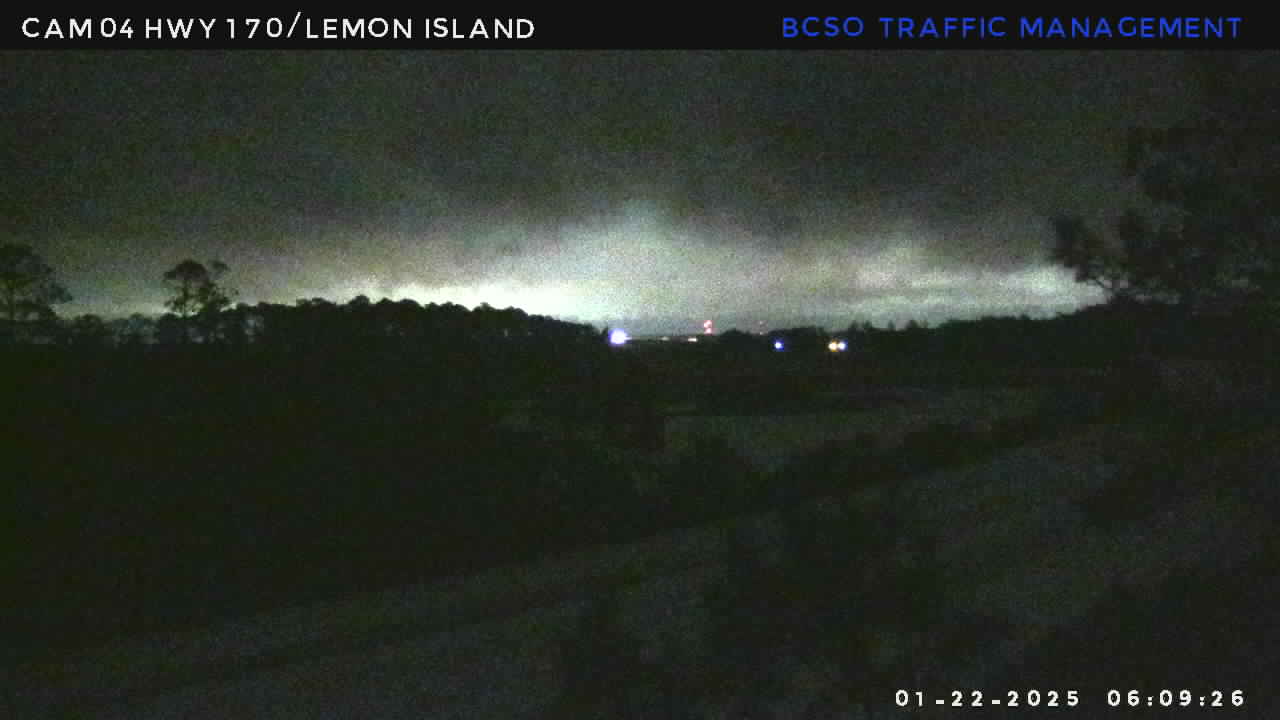 CAM04 HWY 170/LEMON ISLAND
BCSO TRAFFIC MANAGEMENT
01-22-2025 06:09:26